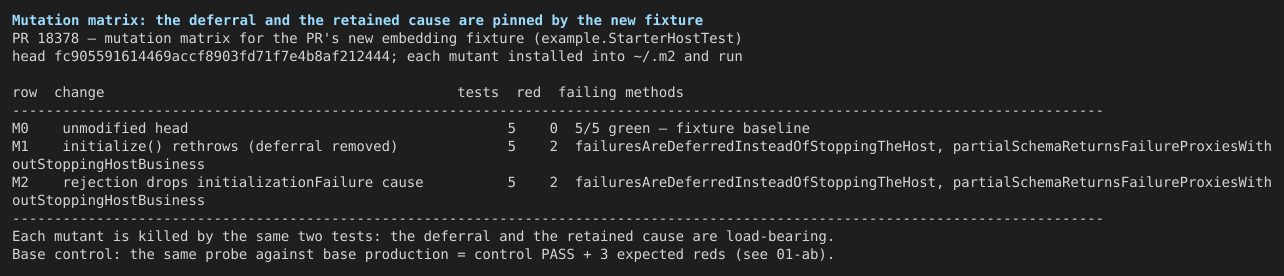 Mutation matrix: the deferral and the retained cause are pinned by the new fixture
PR 18378 — mutation matrix for the PR's new embedding fixture (example.StarterHostTest)
head fc905591614469accf8903fd71f7e4b8af212444; each mutant installed into ~/.m2 and run
row  change                                           tests  red  failing methods
------------------------------------------------------------------------------------------------------------------------------------
M0    unmodified head                                       5    0  5/5 green — fixture baseline
M1    initialize() rethrows (deferral removed)              5    2  failuresAreDeferredInsteadOfStoppingTheHost, partialSchemaReturnsFailureProxiesWith
outStoppingHostBusiness
M2    rejection drops initializationFailure cause           5    2  failuresAreDeferredInsteadOfStoppingTheHost, partialSchemaReturnsFailureProxiesWith
outStoppingHostBusiness
------------------------------------------------------------------------------------------------------------------------------------
Each mutant is killed by the same two tests: the deferral and the retained cause are load-bearing.
Base control: the same probe against base production = control PASS + 3 expected reds (see 01-ab).